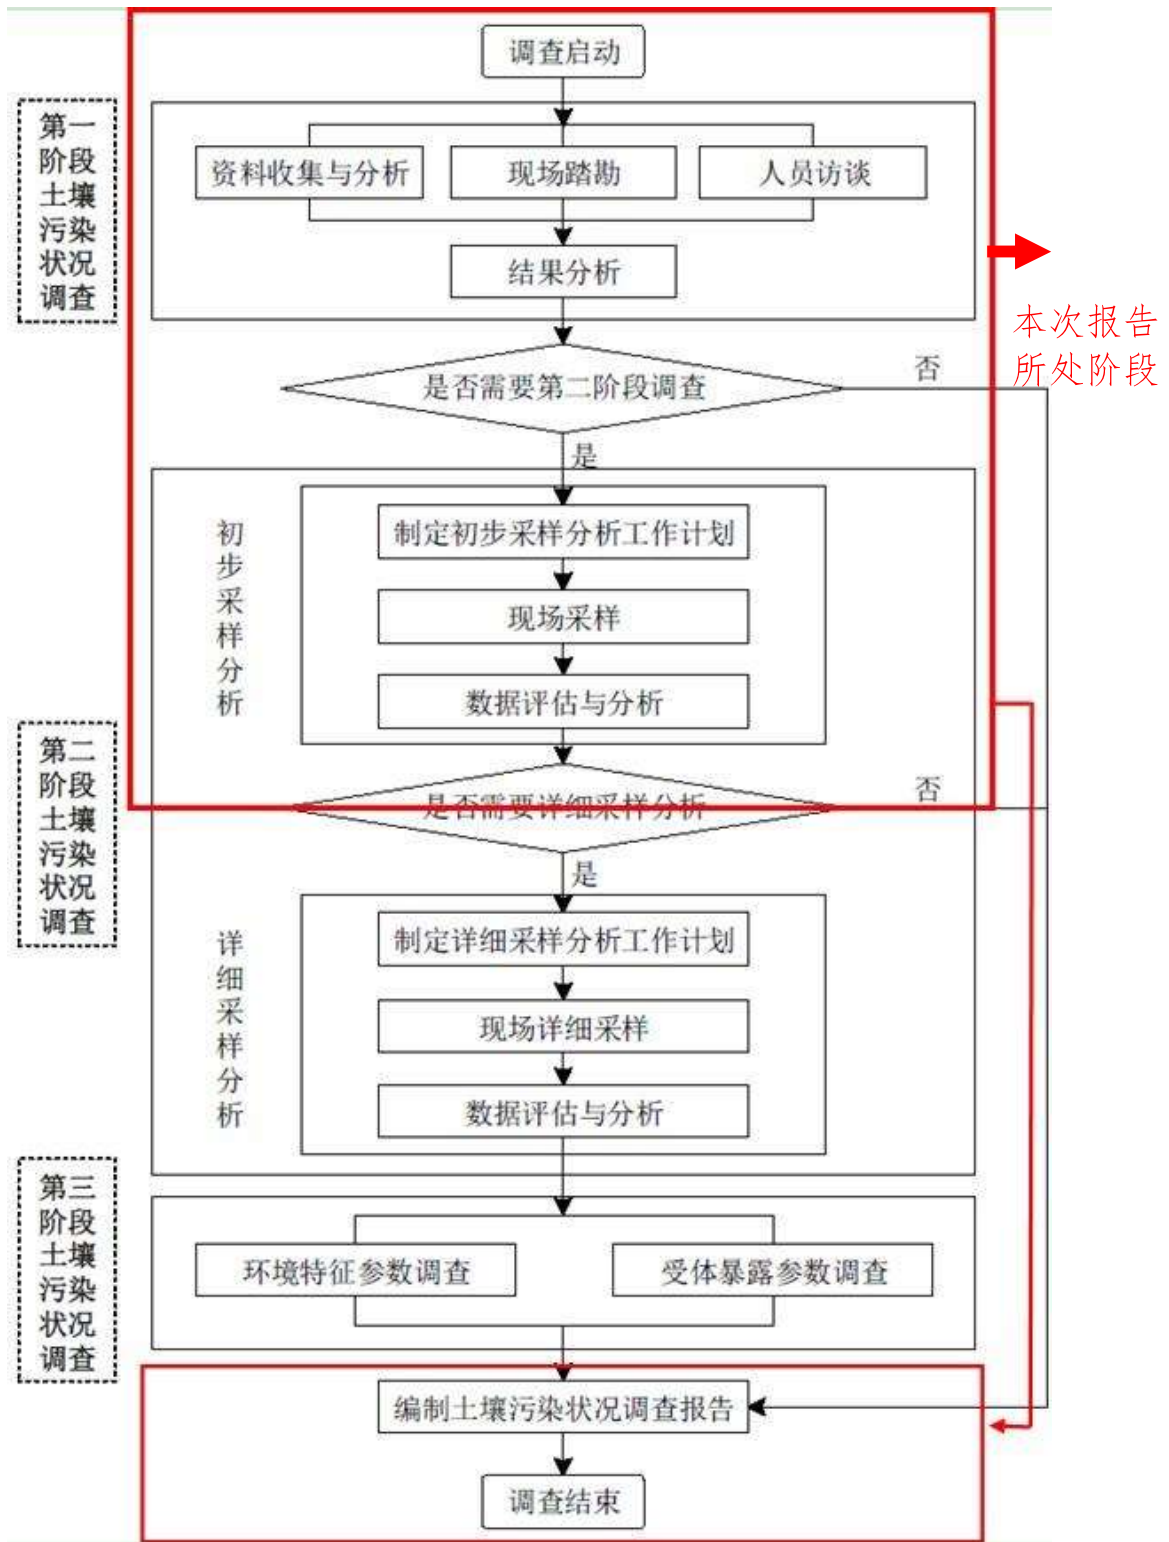 调查启动
第一
阶段
土壤
污染
状况
调查
资料收集与分析
现场踏勘
人员访谈
结果分析
本次报告
所处阶段
是否需要第二阶段调查
否
是
初
步
采
样
分
析
制定初步采样分析工作计划
现场采样
数据评估与分析
第二
阶段
土壤
污染
状况
调查
是否需要详细采样分析
否
是
详
细
采
样
分
析
制定详细采样分析工作计划
现场详细采样
数据评估与分析
第三
阶段
土壤
污染
状况
调查
环境特征参数调查
受体暴露参数调查
编制土壤污染状况调查报告
调查结束